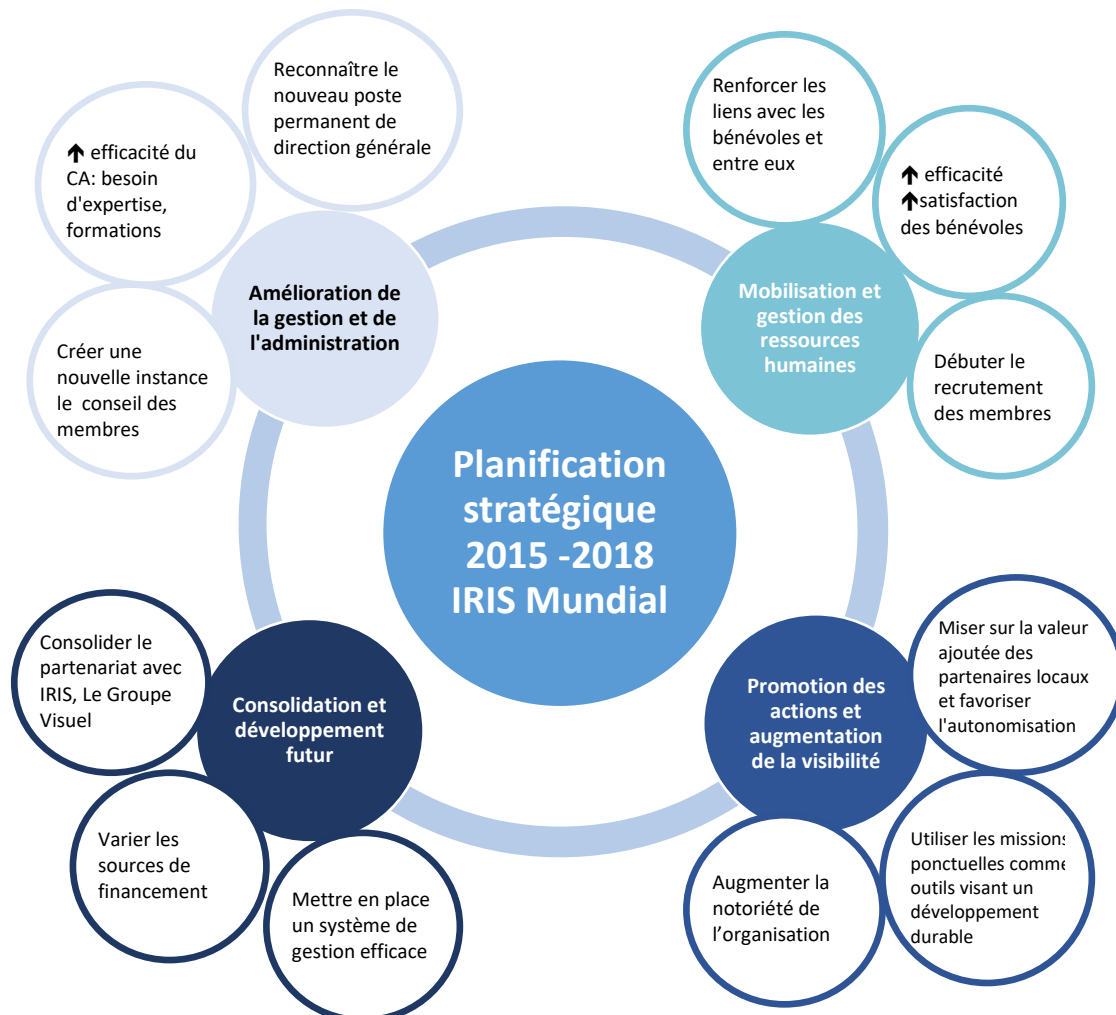 Planification
stratégique
2015 -2018
IRIS Mundial
Amélioration de
la gestion et de
l'administration
Reconnaître le
nouveau poste
permanent de
direction générale
↑ efficacité du
CA: besoin
d'expertise,
formations
Créer une
nouvelle instance
le conseil des
membres
Mobilisation et
gestion des
ressources
humaines
Renforcer les
liens avec les
bénévoles et
entre eux
↑ efficacité
↑satisfaction
des bénévoles
Débuter le
recrutement
des membres
Promotion des
actions et
augmentation
de la visibilité
Miser sur la valeur
ajoutée des
partenaires locaux
et favoriser
l'autonomisation
Utiliser les missions
ponctuelles comme
outils visant un
développement
durable
Augmenter la
notoriété de
l’organisation
Consolidation et
développement
futur
Consolider le
partenariat avec
IRIS, Le Groupe
Visuel
Varier les
sources de
financement
Mettre en place
un système de
gestion efficace